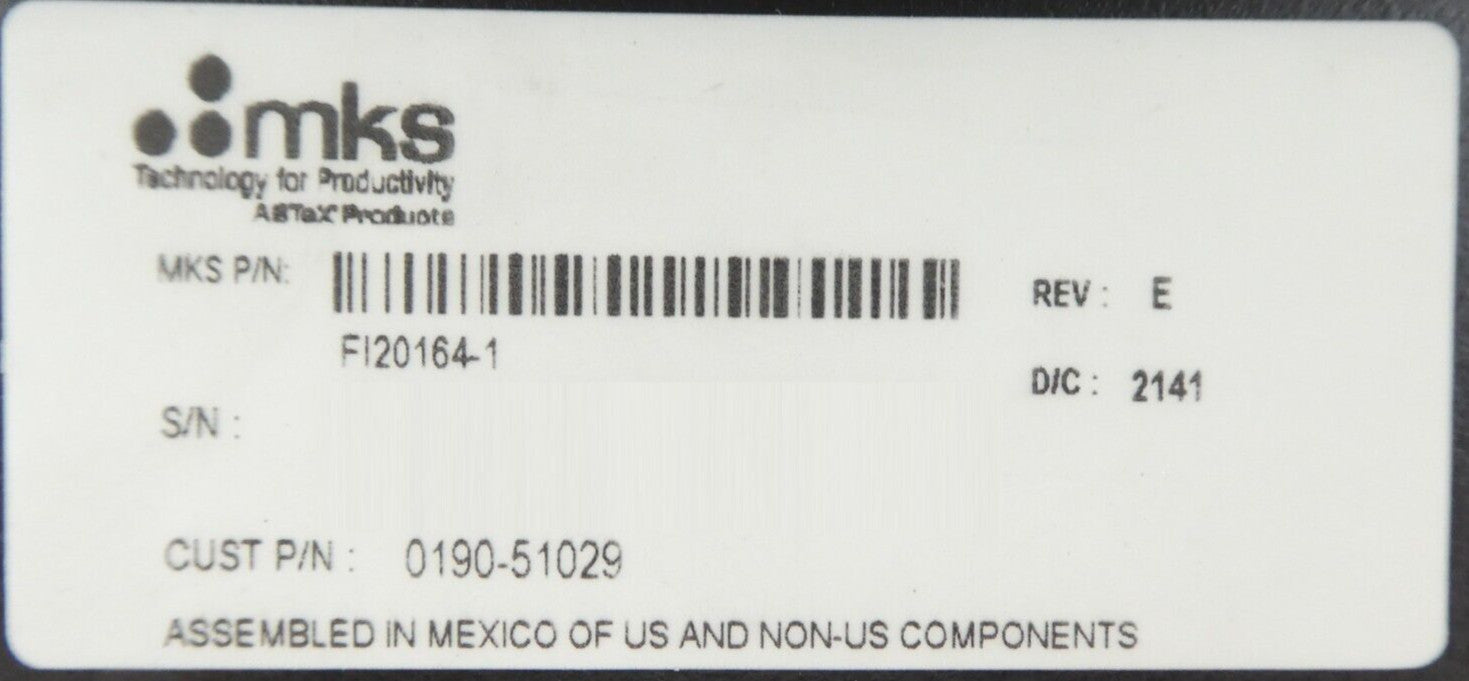 mks
Technology for Productivity
ASTeX® Products
MKS P/N:
FI20164-1
REV : E
D/C : 2141
S/N :
CUST P/N : 0190-51029
ASSEMBLED IN MEXICO OF US AND NON-US COMPONENTS